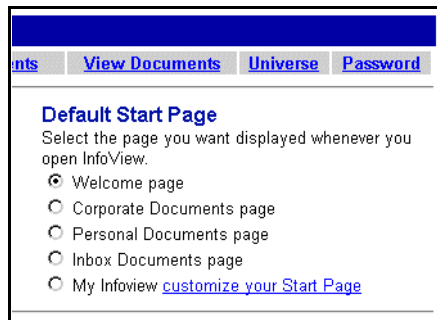 nts View Documents Universe Password
Default Start Page
Select the page you want displayed whenever you
open InfoView.
Welcome page
Corporate Documents page
Personal Documents page
Inbox Documents page
My Infoview customize your Start Page